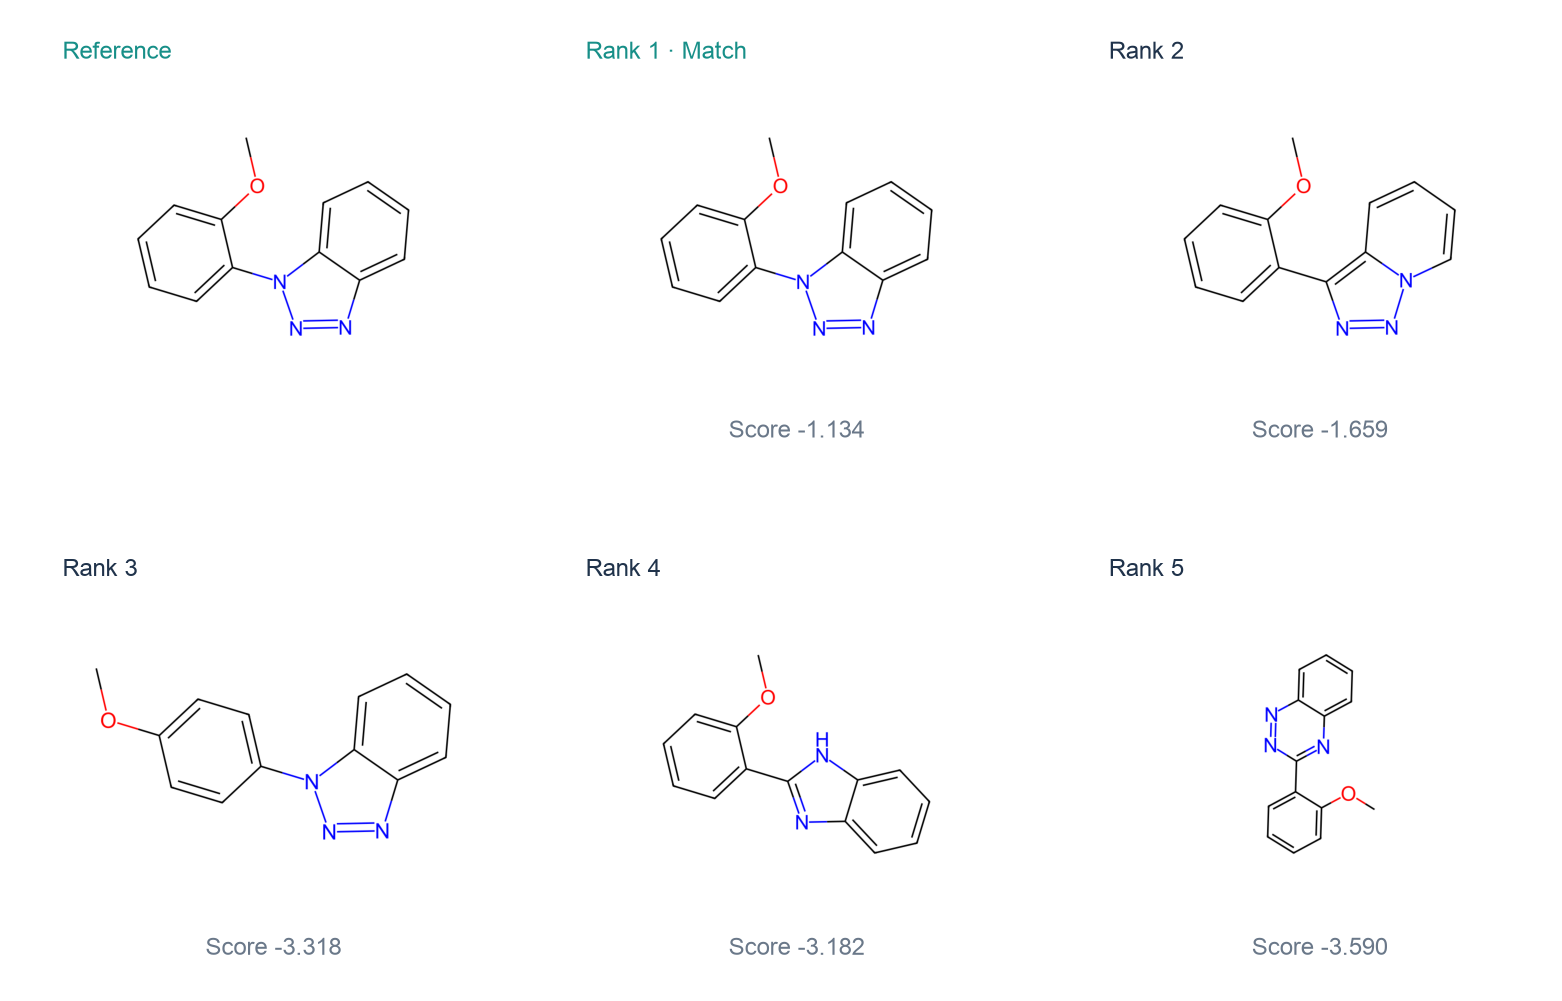 Reference
Rank 1 · Match
Rank 2
O
N
N
N
O
N
N
N
O
N
N
N
Score -1.134
Score -1.659
Rank 3
Rank 4
Rank 5
O
N
N
N
O
H
N
N
N
N
N
O
Score -3.318
Score -3.182
Score -3.590